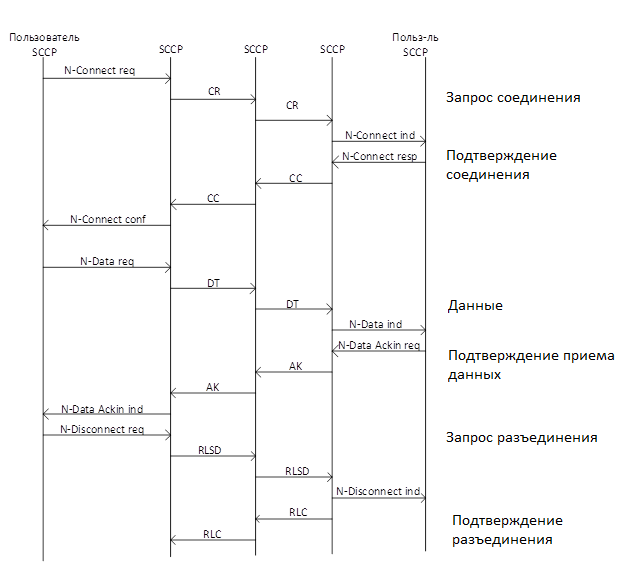 Пользователь
SCCP
SCCP
SCCP
SCCP
Польз-ль
SCCP
N-Connect req
CR
Запрос соединения
CR
N-Connect ind
N-Connect resp
Подтверждение
соединения
CC
CC
N-Connect conf
N-Data req
DT
DT
Данные
N-Data ind
N-Data Ackin req
Подтверждение приема
данных
AK
AK
N-Data Ackin ind
N-Disconnect req
Запрос разъединения
RLSD
RLSD
N-Disconnect ind
RLC
Подтверждение
разъединения
RLC